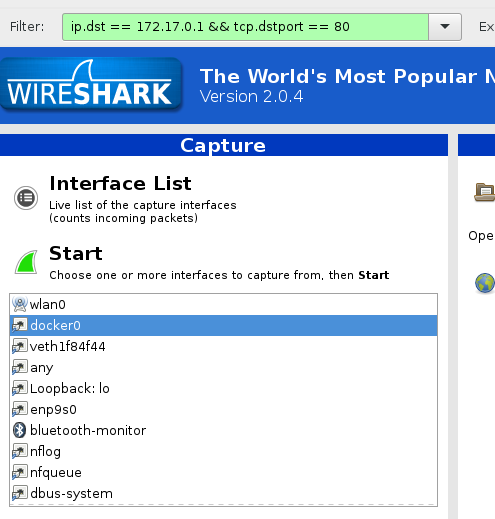 Filter: ip.dst == 172.17.0.1 && tcp.dstport == 80 Ex
WIRESHARK
The World's Most Popular N
Version 2.0.4
Capture
Interface List
Live list of the capture interfaces
(counts incoming packets)
Start
Choose one or more interfaces to capture from, then Start
Ope
wlan0
docker0
veth1f84f44
any
Loopback: lo
enp9s0
bluetooth-monitor
nflog
nfqueue
dbus-system